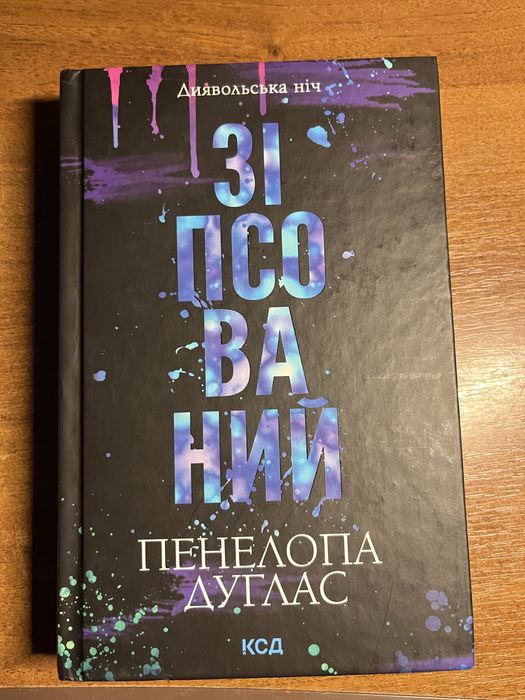 Диявольська ніч
ЗІ
ПСО
ВА
НИЙ
ПЕНЕЛОПА
ДУГЛАС
КСД